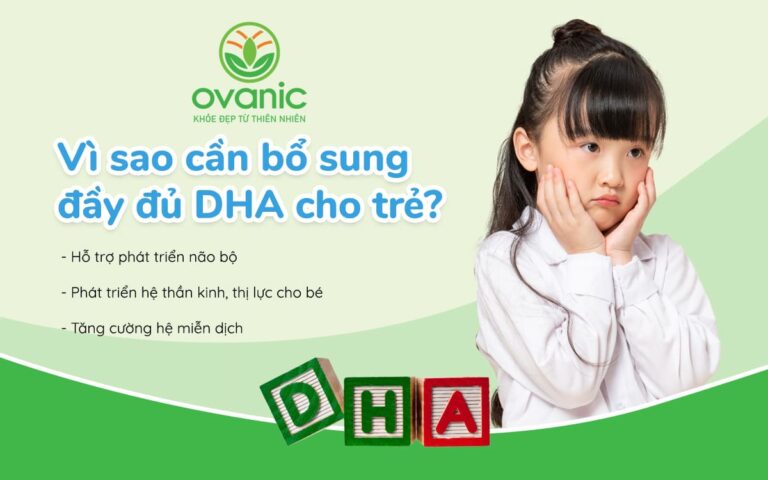 ovanic
KHỎE ĐẸP TỪ THIÊN NHIÊN
Vì sao cần bổ sung
đầy đủ DHA cho trẻ?
- Hỗ trợ phát triển não bộ
- Phát triển hệ thần kinh, thị lực cho bé
- Tăng cường hệ miễn dịch
DHA